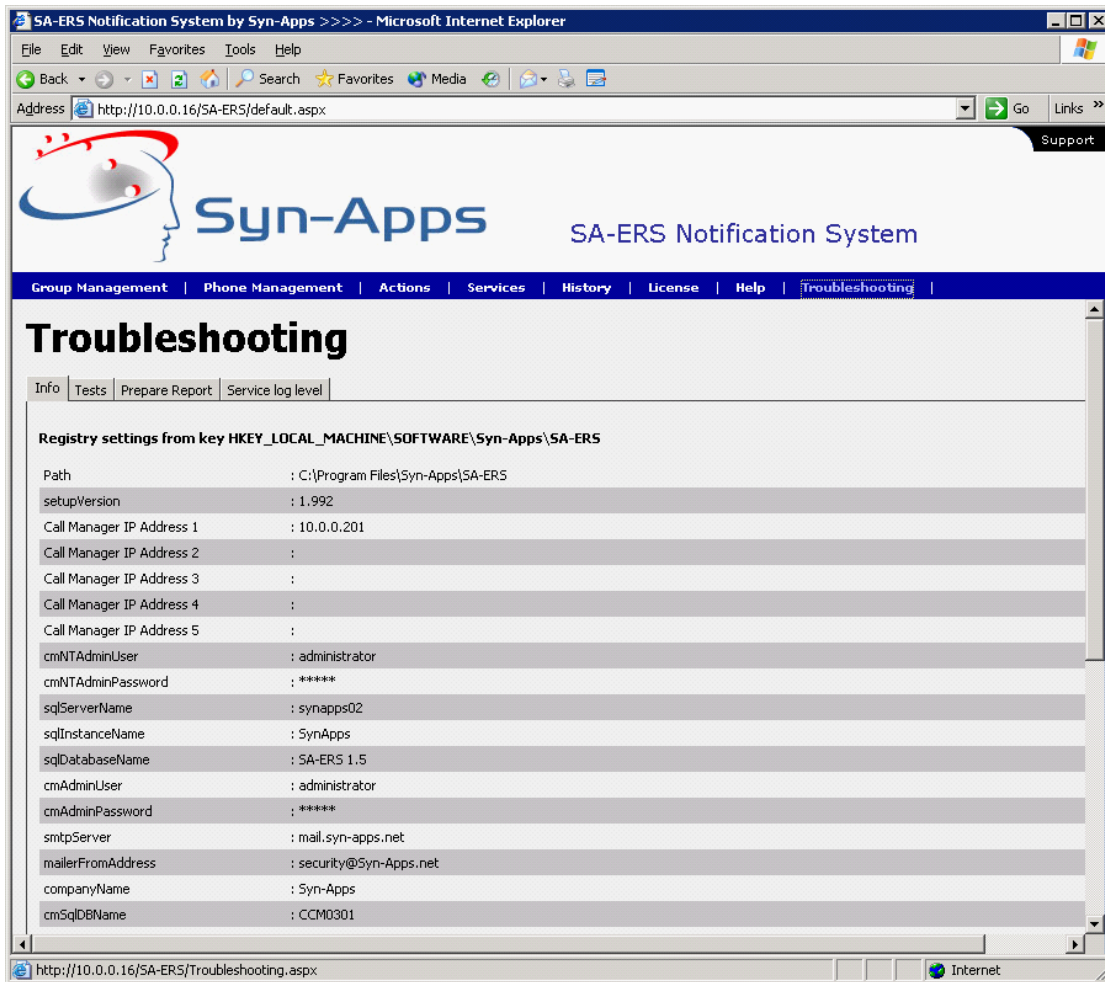 SA-ERS Notification System by Syn-Apps >>>> - Microsoft Internet Explorer
File Edit View Favorites Tools Help
Back Search Favorites Media
Address http://10.0.0.16/SA-ERS/default.aspx Go Links »
Support
Syn-Apps
SA-ERS Notification System
Group Management | Phone Management | Actions | Services | History | License | Help | Troubleshooting |
Troubleshooting
Info Tests Prepare Report Service log level
Registry settings from key HKEY_LOCAL_MACHINE\SOFTWARE\Syn-Apps\SA-ERS
Path : C:\Program Files\Syn-Apps\SA-ERS
setupVersion : 1.992
Call Manager IP Address 1 : 10.0.0.201
Call Manager IP Address 2 :
Call Manager IP Address 3 :
Call Manager IP Address 4 :
Call Manager IP Address 5 :
cmNTAdminUser : administrator
cmNTAdminPassword : *****
sqlServerName : synapps02
sqlInstanceName : SynApps
sqlDatabaseName : SA-ERS 1.5
cmAdminUser : administrator
cmAdminPassword : *****
smtpServer : mail.syn-apps.net
mailerFromAddress : security@Syn-Apps.net
companyName : Syn-Apps
cmSqlDBName : CCM0301
http://10.0.0.16/SA-ERS/Troubleshooting.aspx Internet